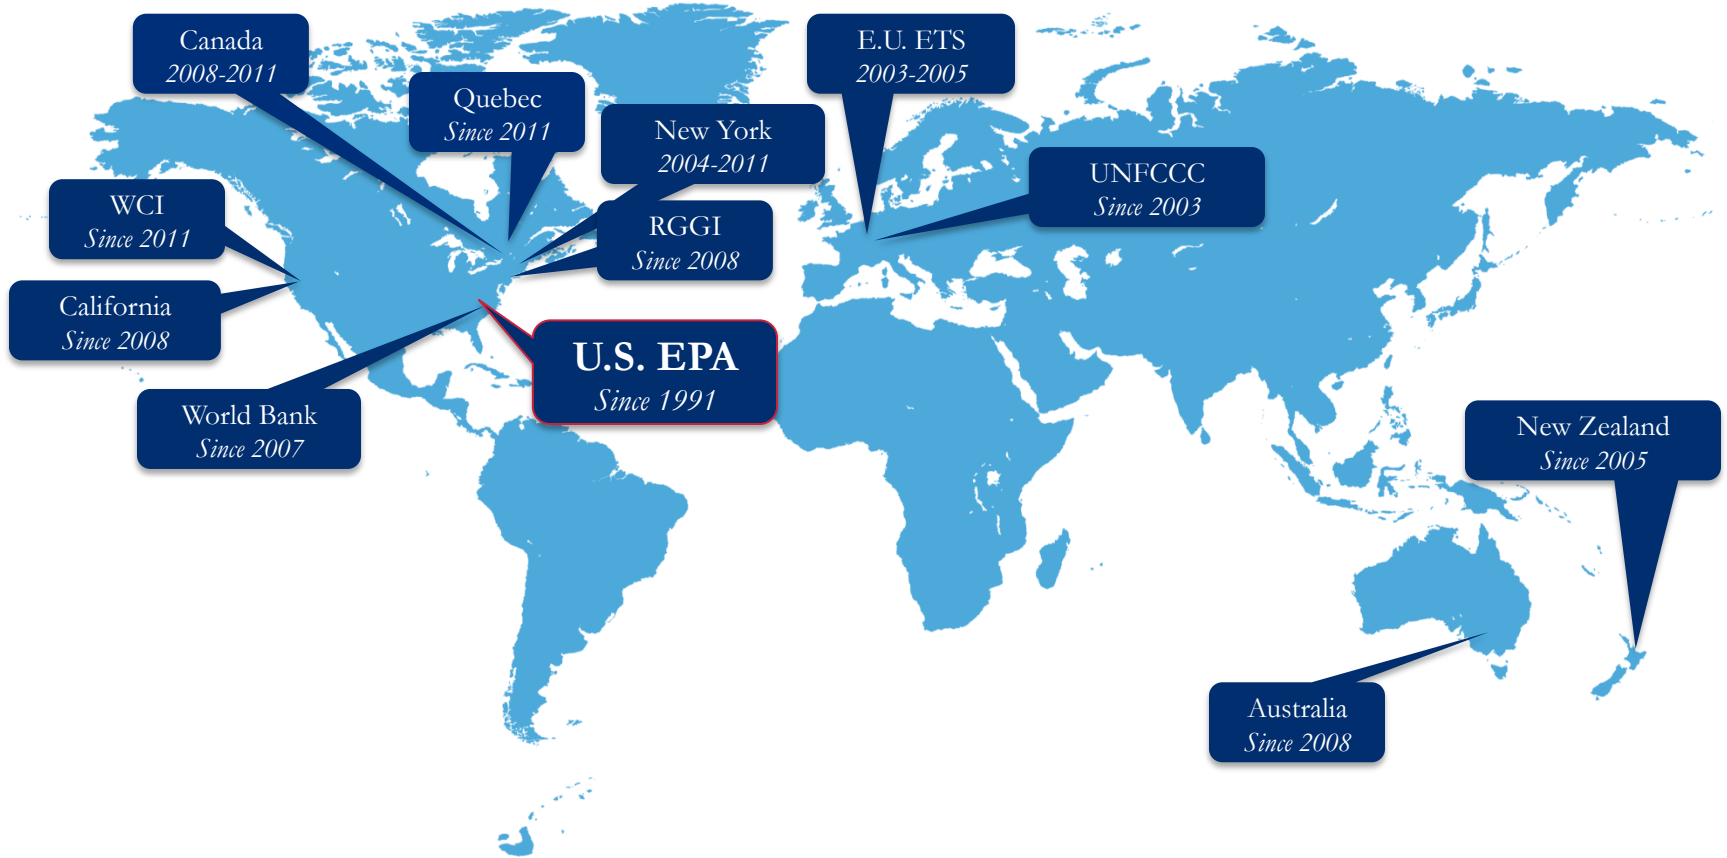 Canada
2008-2011
E.U. ETS
2003-2005
Quebec
Since 2011
New York
2004-2011
UNFCCC
Since 2003
WCI
Since 2011
RGGI
Since 2008
California
Since 2008
U.S. EPA
Since 1991
World Bank
Since 2007
New Zealand
Since 2005
Australia
Since 2008